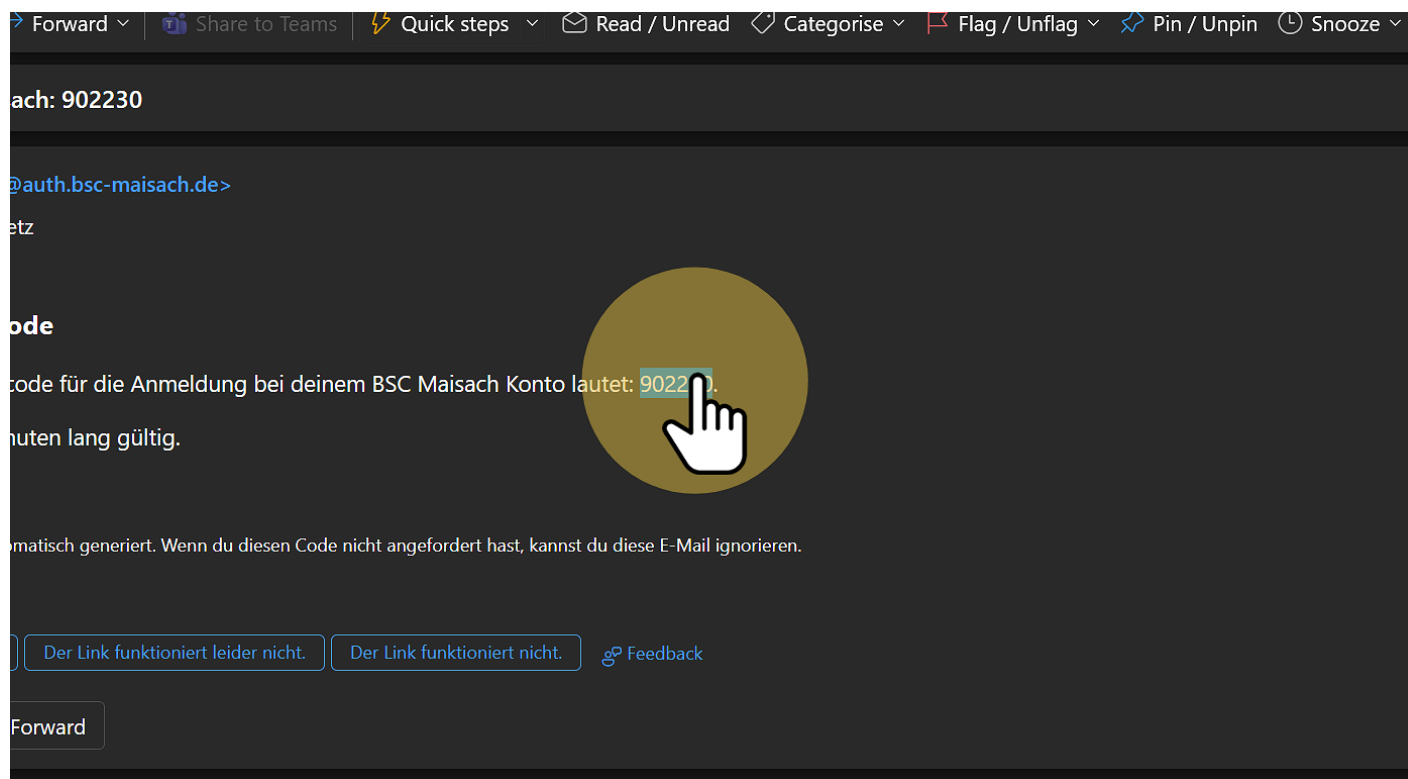 Forward Share to Teams Quick steps Read / Unread Categorise Flag / Unflag Pin / Unpin Snooze
ach: 902230
@auth.bsc-maisach.de>
etz
ode
code für die Anmeldung bei deinem BSC Maisach Konto lautet: 902230.
nuten lang gültig.
omatisch generiert. Wenn du diesen Code nicht angefordert hast, kannst du diese E-Mail ignorieren.
Der Link funktioniert leider nicht. Der Link funktioniert nicht. Feedback
Forward